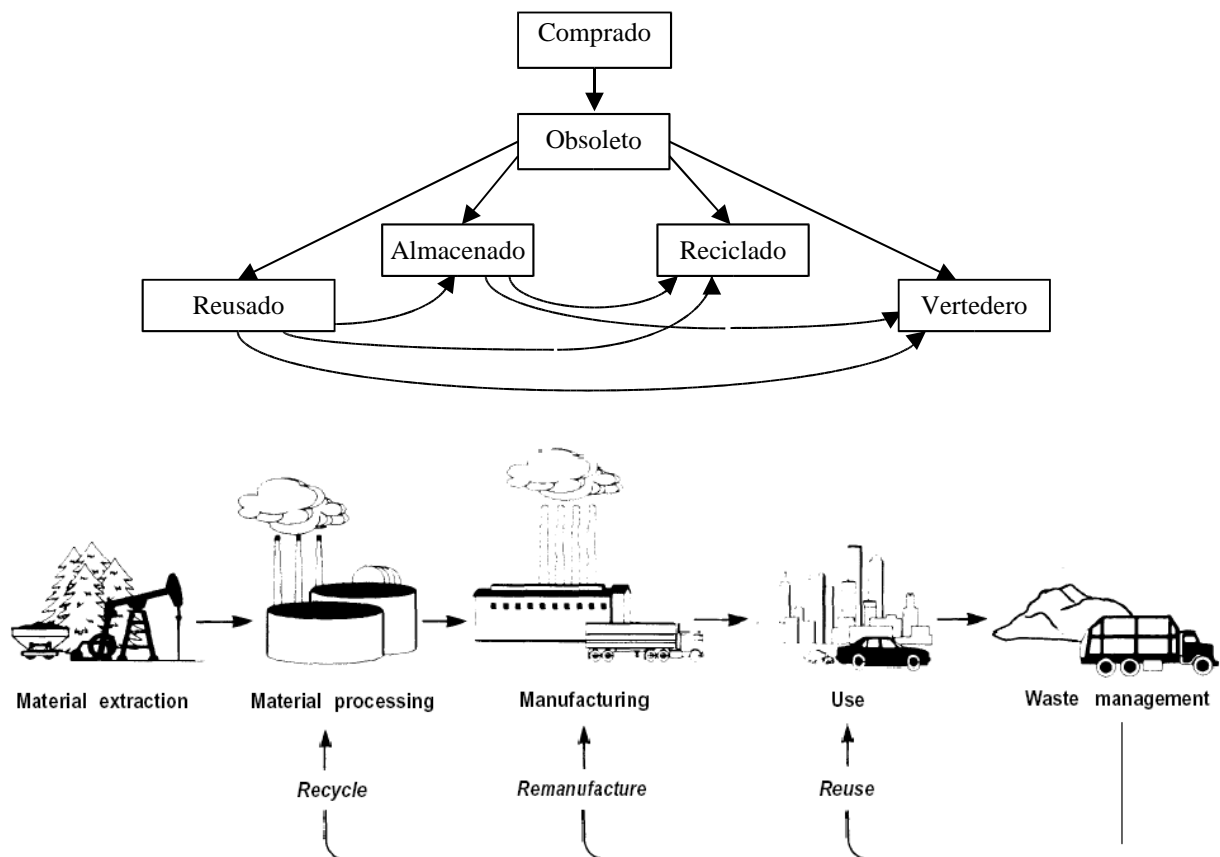 Comprado
Obsoleto
Almacenado
Reciclado
Reusado
Vertedero
Material extraction
Material processing
Manufacturing
Use
Waste management
Recycle
Remanufacture
Reuse